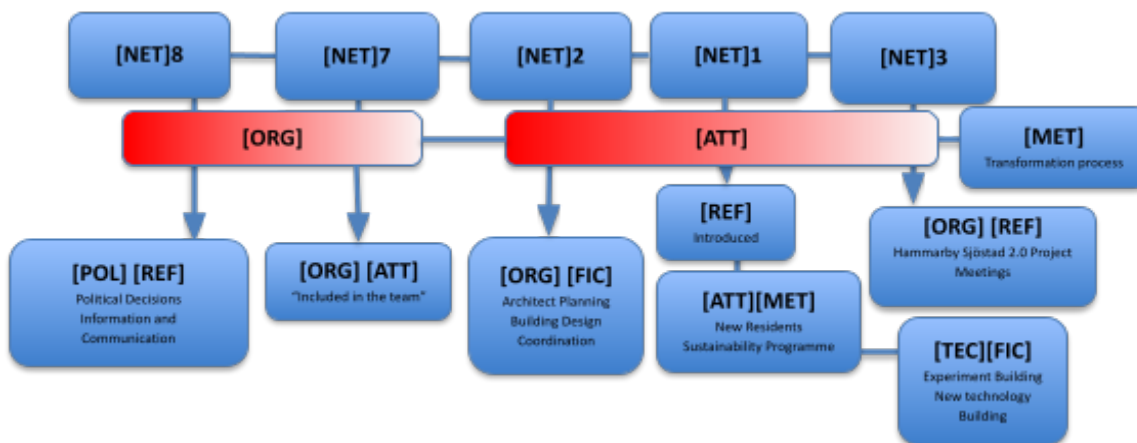 [NET]8
[NET]7
[NET]2
[NET]1
[NET]3
[ORG]
[ATT]
[MET]
Transformation process
[POL] [REF]
Political Decisions
Information and
Communication
[ORG] [ATT]
“Included in the team”
[ORG] [FIC]
Architect Planning
Building Design
Coordination
[REF]
Introduced
[ATT][MET]
New Residents
Sustainability Programme
[ORG] [REF]
Hammarby Sjöstad 2.0 Project
Meetings
[TEC][FIC]
Experiment Building
New technology
Building